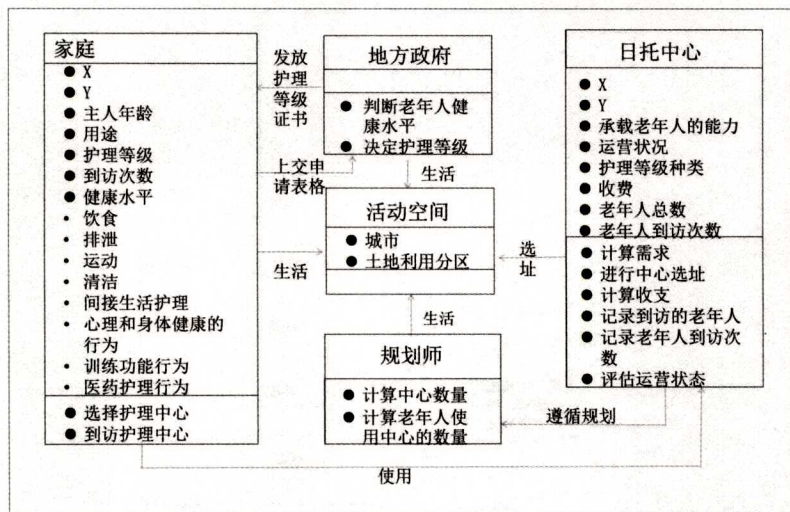 家庭
● X
● Y
● 主人年龄
● 用途
● 护理等级
● 到访次数
● 健康水平
• 饮食
• 排泄
• 运动
• 清洁
• 间接生活护理
• 心理和身体健康的
行为
• 训练功能行为
• 医药护理行为
● 选择护理中心
● 到访护理中心
发放
护理
等级
证书
上交申
请表格
生活
地方政府
● 判断老年人健
康水平
● 决定护理等级
生活
活动空间
● 城市
● 土地利用分区
生活
规划师
● 计算中心数量
● 计算老年人使
用中心的数量
选
址
日托中心
● X
● Y
● 承载老年人的能力
● 运营状况
● 护理等级种类
● 收费
● 老年人总数
● 老年人到访次数
● 计算需求
● 进行中心选址
● 计算收支
● 记录到访的老年人
● 记录老年人到访次
数
● 评估运营状态
遵循规划
使用